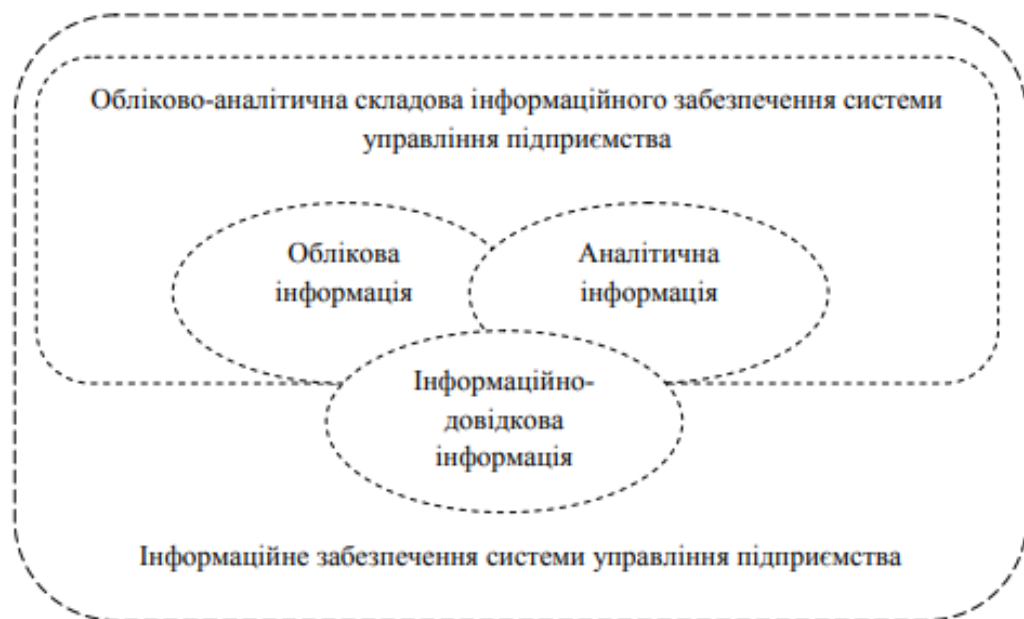 Обліково-аналітична складова інформаційного забезпечення системи
управління підприємства
Облікова
інформація
Аналітична
інформація
Інформаційно-
довідкова
інформація
Інформаційне забезпечення системи управління підприємства